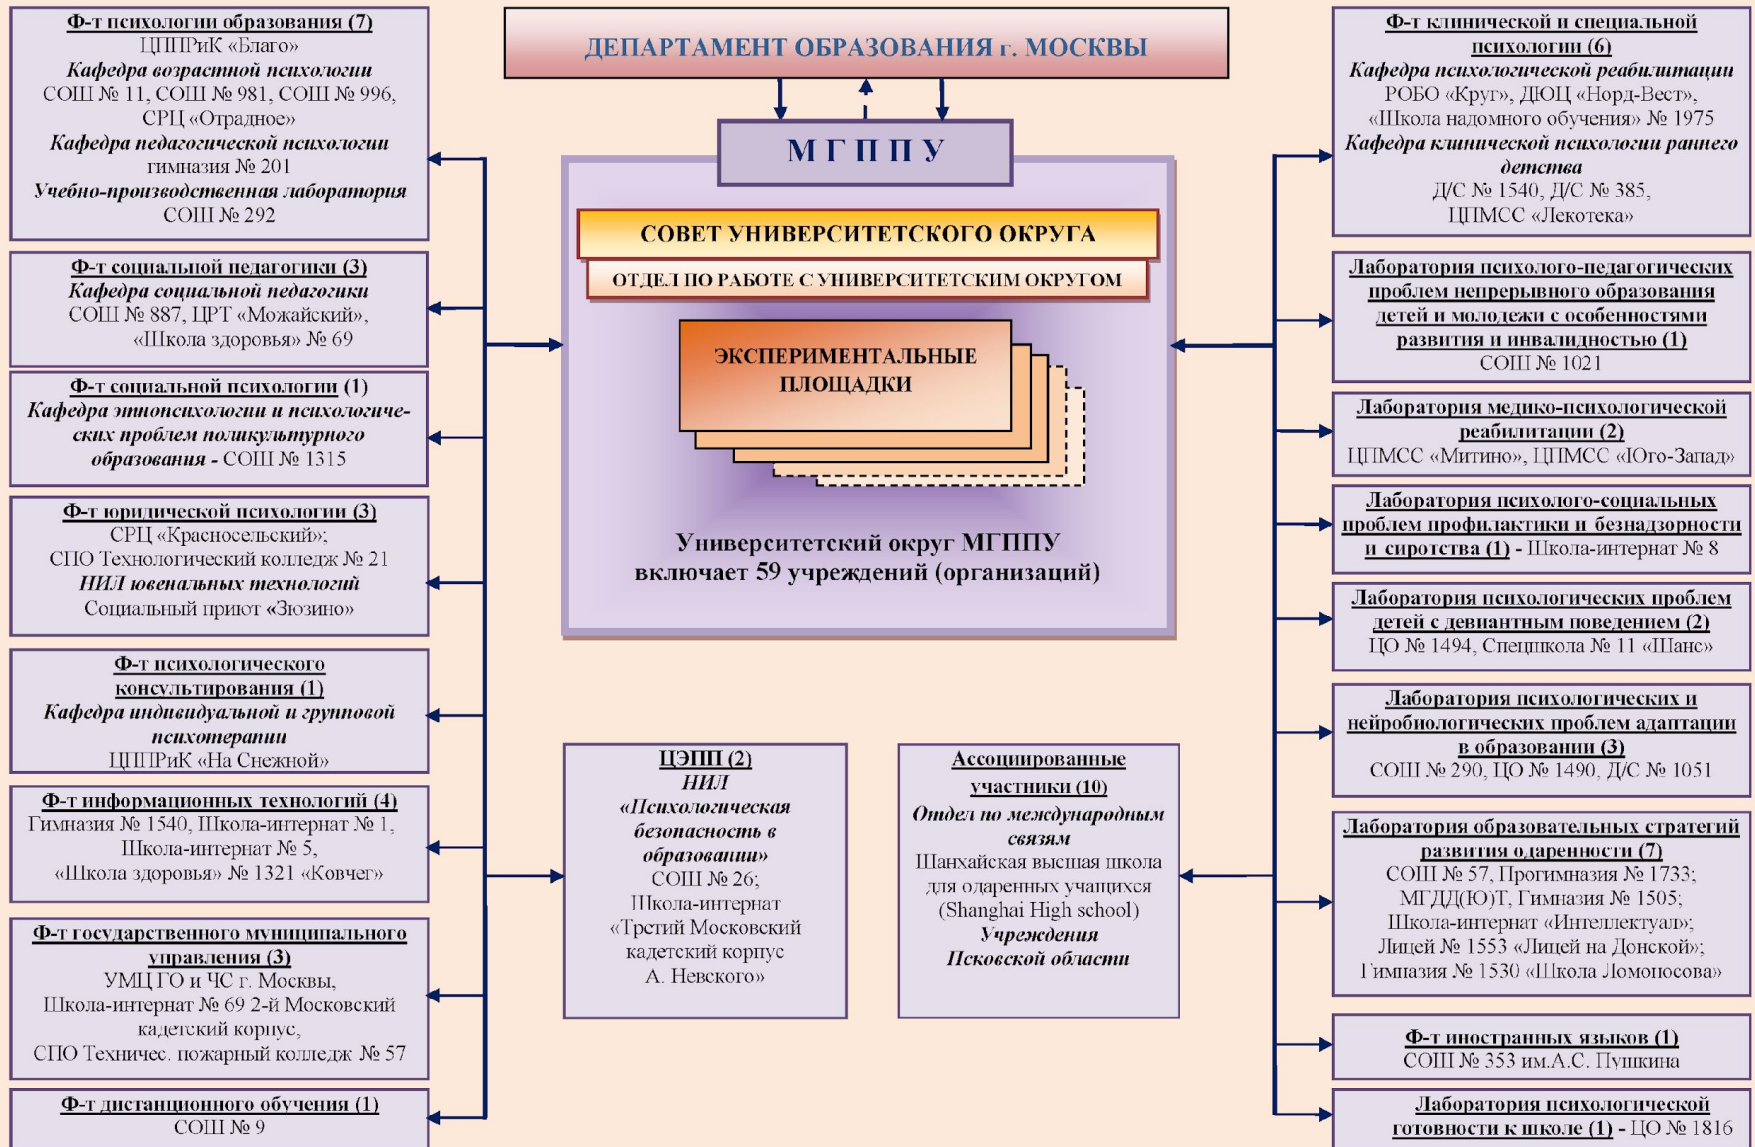 Ф-т психологии образования (7)
ЦППРиК «Благо»
Кафедра возрастной психологии
СОШ № 11, СОШ № 981, СОШ № 996,
СРЦ «Отрадное»
Кафедра педагогической психологии
гимназия № 201
Учебно-производственная лаборатория
СОШ № 292
Ф-т социальной педагогики (3)
Кафедра социальной педагогики
СОШ № 887, ЦРТ «Можайский»,
«Школа здоровья» № 69
Ф-т социальной психологии (1)
Кафедра этнопсихологии и психологиче-
ских проблем поликультурного
образования - СОШ № 1315
Ф-т юридической психологии (3)
СРЦ «Красносельский»;
СПО Технологический колледж № 21
НИЛ ювенальных технологий
Социальный приют «Зюзино»
Ф-т психологического
консультирования (1)
Кафедра индивидуальной и групповой
психотерапии
ЦППРиК «На Снежной»
Ф-т информационных технологий (4)
Гимназия № 1540, Школа-интернат № 1,
Школа-интернат № 5,
«Школа здоровья» № 1321 «Ковчег»
Ф-т государственного муниципального
управления (3)
УМЦ ГО и ЧС г. Москвы,
Школа-интернат № 69 2-й Московский
кадетский корпус,
СПО Техничес. пожарный колледж № 57
Ф-т дистанционного обучения (1)
СОШ № 9
ДЕПАРТАМЕНТ ОБРАЗОВАНИЯ г. МОСКВЫ
М Г П П У
СОВЕТ УНИВЕРСИТЕТСКОГО ОКРУГА
ОТДЕЛ ПО РАБОТЕ С УНИВЕРСИТЕТСКИМ ОКРУГОМ
ЭКСПЕРИМЕНТАЛЬНЫЕ
ПЛОЩАДКИ
Университетский округ МГППУ
включает 59 учреждений (организаций)
ЦЭПП (2)
НИЛ
«Психологическая
безопасность в
образовании»
СОШ № 26;
Школа-интернат
«Третий Московский
кадетский корпус
А. Невского»
Ассоциированные
участники (10)
Отдел по международным
связям
Шанхайская высшая школа
для одаренных учащихся
(Shanghai High school)
Учреждения
Псковской области
Ф-т клинической и специальной
психологии (6)
Кафедра психологической реабилитации
РОБО «Круг», ДЮЦ «Норд-Вест»,
«Школа надомного обучения» № 1975
Кафедра клинической психологии раннего
детства
Д/С № 1540, Д/С № 385,
ЦПМСС «Лекотека»
Лаборатория психолого-педагогических
проблем непрерывного образования
детей и молодежи с особенностями
развития и инвалидностью (1)
СОШ № 1021
Лаборатория медико-психологической
реабилитации (2)
ЦПМСС «Митино», ЦПМСС «Юго-Запад»
Лаборатория психолого-социальных
проблем профилактики и безнадзорности
и сиротства (1) - Школа-интернат № 8
Лаборатория психологических проблем
детей с девиантным поведением (2)
ЦО № 1494, Спецшкола № 11 «Шанс»
Лаборатория психологических и
нейробиологических проблем адаптации
в образовании (3)
СОШ № 290, ЦО № 1490, Д/С № 1051
Лаборатория образовательных стратегий
развития одаренности (7)
СОШ № 57, Прогимназия № 1733;
МГДД(Ю)Т, Гимназия № 1505;
Школа-интернат «Интеллектуал»;
Лицей № 1553 «Лицей на Донской»;
Гимназия № 1530 «Школа Ломоносова»
Ф-т иностранных языков (1)
СОШ № 353 им.А.С. Пушкина
Лаборатория психологической
готовности к школе (1) - ЦО № 1816